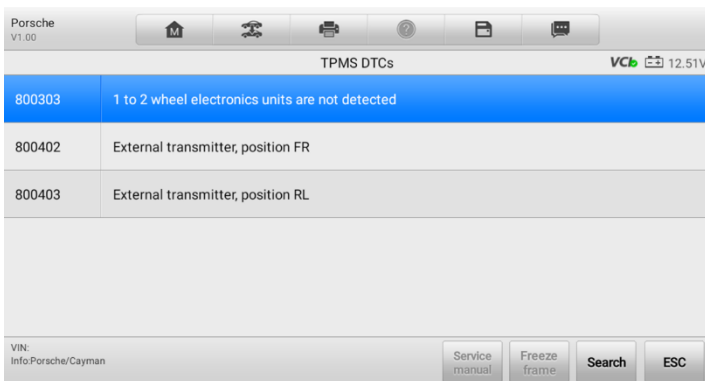 Porsche
V1.00
M
?
TPMS DTCs
VCI 12.51V
800303 1 to 2 wheel electronics units are not detected
800402 External transmitter, position FR
800403 External transmitter, position RL
VIN:
Info:Porsche/Cayman
Service manual
Freeze frame
Search
ESC